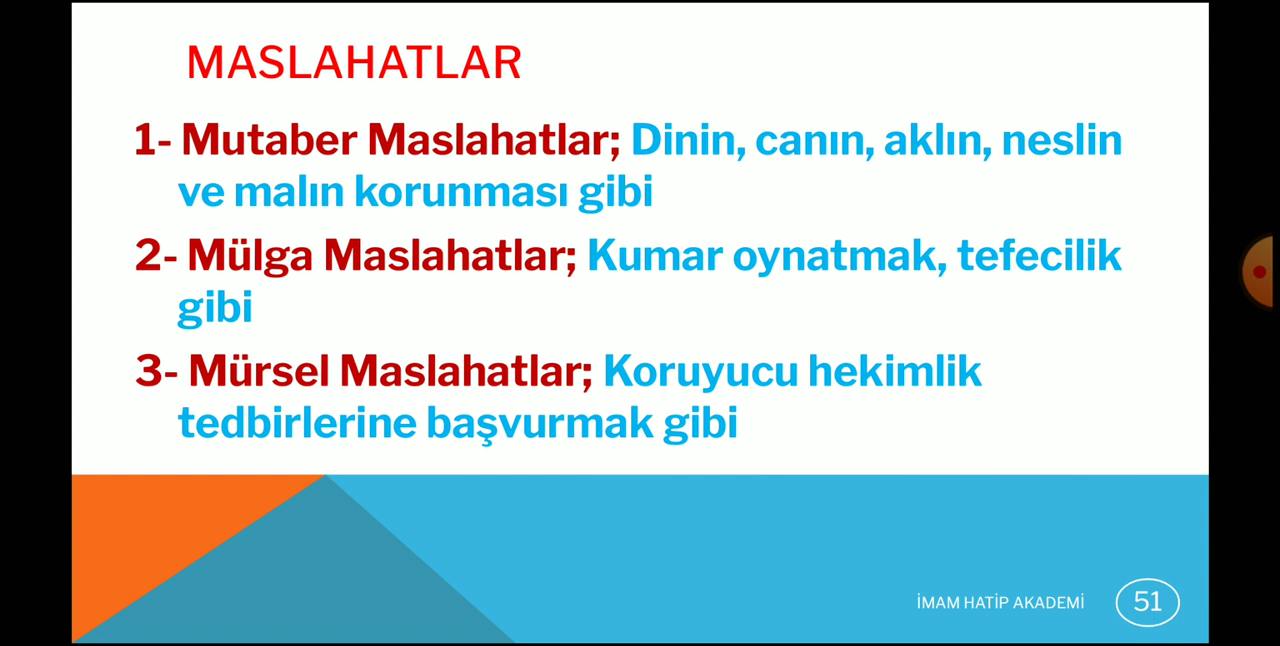 MASLAHATLAR
1- Mutaber Maslahatlar; Dinin, canın, aklın, neslin
ve malın korunması gibi
2- Mülga Maslahatlar; Kumar oynatmak, tefecilik
gibi
3- Mürsel Maslahatlar; Koruyucu hekimlik
tedbirlerine başvurmak gibi
İMAM HATİP AKADEMİ
51